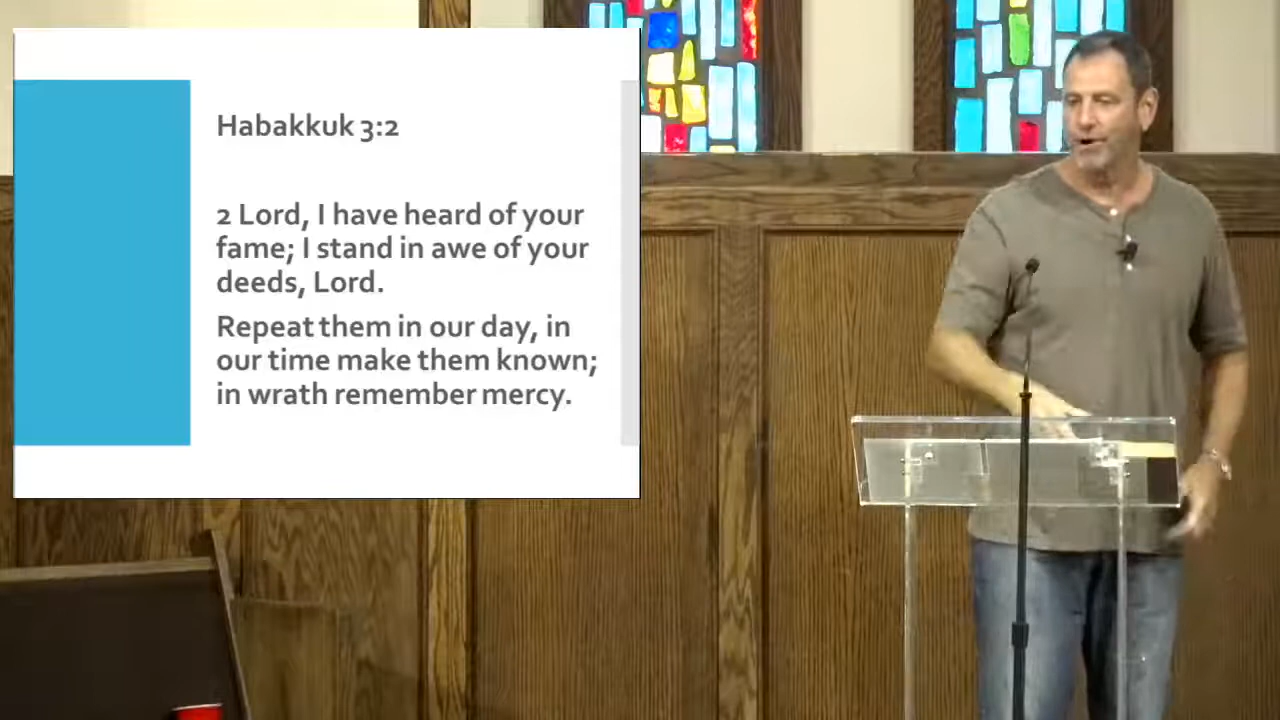 Habakkuk 3:2
2 Lord, I have heard of your
fame; I stand in awe of your
deeds, Lord.
Repeat them in our day, in
our time make them known;
in wrath remember mercy.